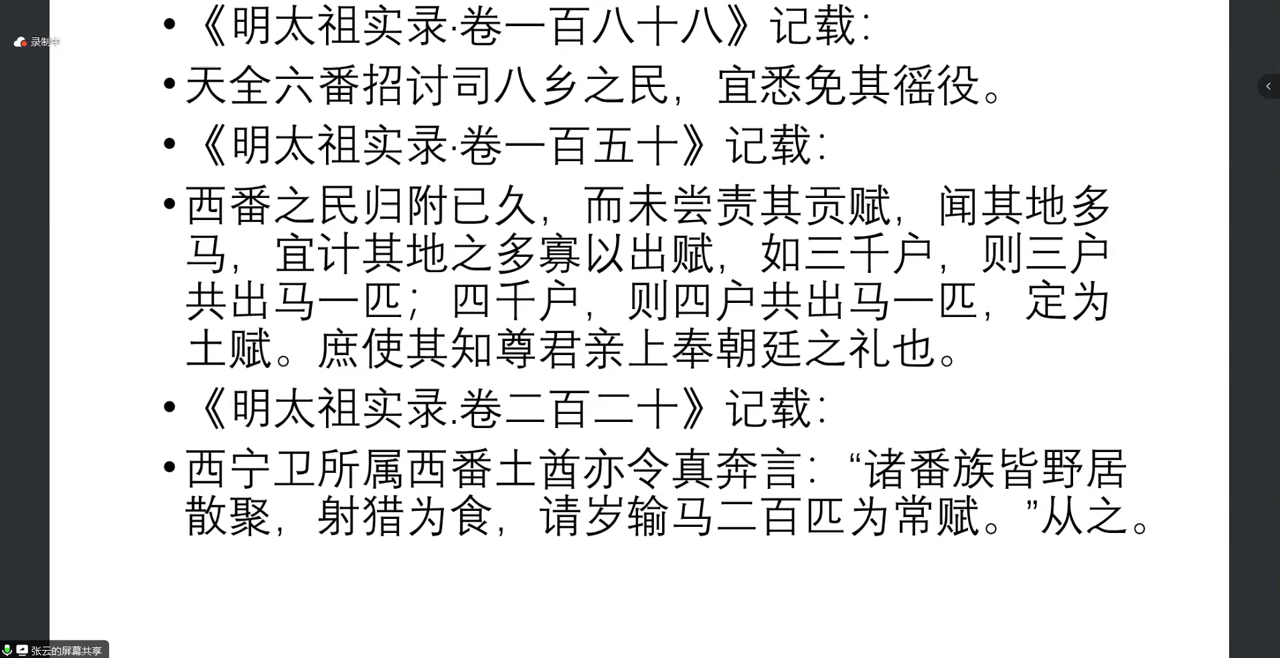 • 《明太祖实录·卷一百八十八》记载：
录制中
• 天全六番招讨司八乡之民，宜悉免其徭役。
• 《明太祖实录·卷一百五十》记载：
• 西番之民归附已久，而未尝责其贡赋，闻其地多
马，宜计其地之多寡以出赋，如三千户，则三户
共出马一匹；四千户，则四户共出马一匹，定为
土赋。庶使其知尊君亲上奉朝廷之礼也。
• 《明太祖实录.卷二百二十》记载：
• 西宁卫所属西番土酋亦令真奔言：“诸番族皆野居
散聚，射猎为食，请岁输马二百匹为常赋。”从之。
张云的屏幕共享